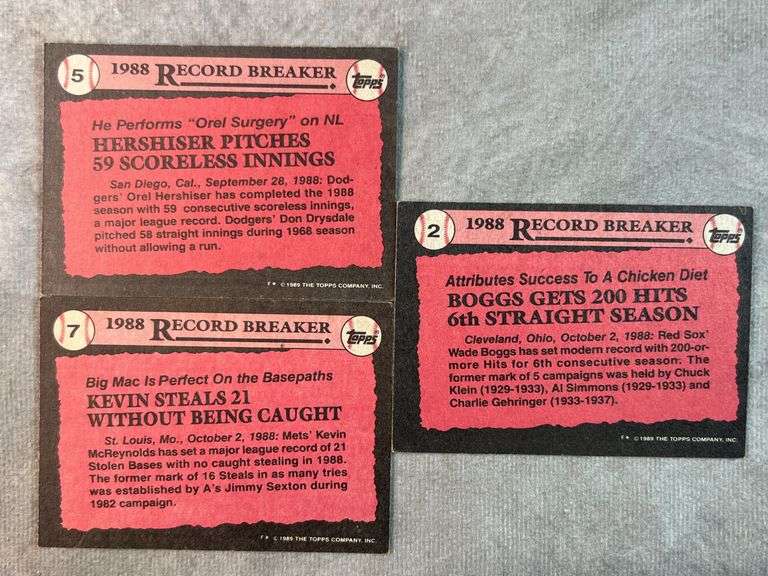 5
1988 RECORD BREAKER
Topps
He Performs "Orel Surgery" on NL
HERSHISER PITCHES
59 SCORELESS INNINGS
San Diego, Cal., September 28, 1988: Dod-
gers' Orel Hershiser has completed the 1988
season with 59 consecutive scoreless innings,
a major league record. Dodgers' Don Drysdale
pitched 58 straight innings during 1968 season
without allowing a run.
F* ©1989 THE TOPPS COMPANY, INC.
7
1988 RECORD BREAKER
Topps
Big Mac Is Perfect On the Basepaths
KEVIN STEALS 21
WITHOUT BEING CAUGHT
St. Louis, Mo., October 2, 1988: Mets' Kevin
McReynolds has set a major league record of 21
Stolen Bases with no caught stealing in 1988.
The former mark of 16 Steals in as many tries
was established by A's Jimmy Sexton during
1982 campaign.
F* ©1989 THE TOPPS COMPANY, INC.
2
1988 RECORD BREAKER
Topps
Attributes Success To A Chicken Diet
BOGGS GETS 200 HITS
6th STRAIGHT SEASON
Cleveland, Ohio, October 2, 1988: Red Sox'
Wade Boggs has set modern record with 200-or-
more Hits for 6th consecutive season. The
former mark of 5 campaigns was held by Chuck
Klein (1929-1933), Al Simmons (1929-1933) and
Charlie Gehringer (1933-1937).
F* ©1989 THE TOPPS COMPANY, INC.